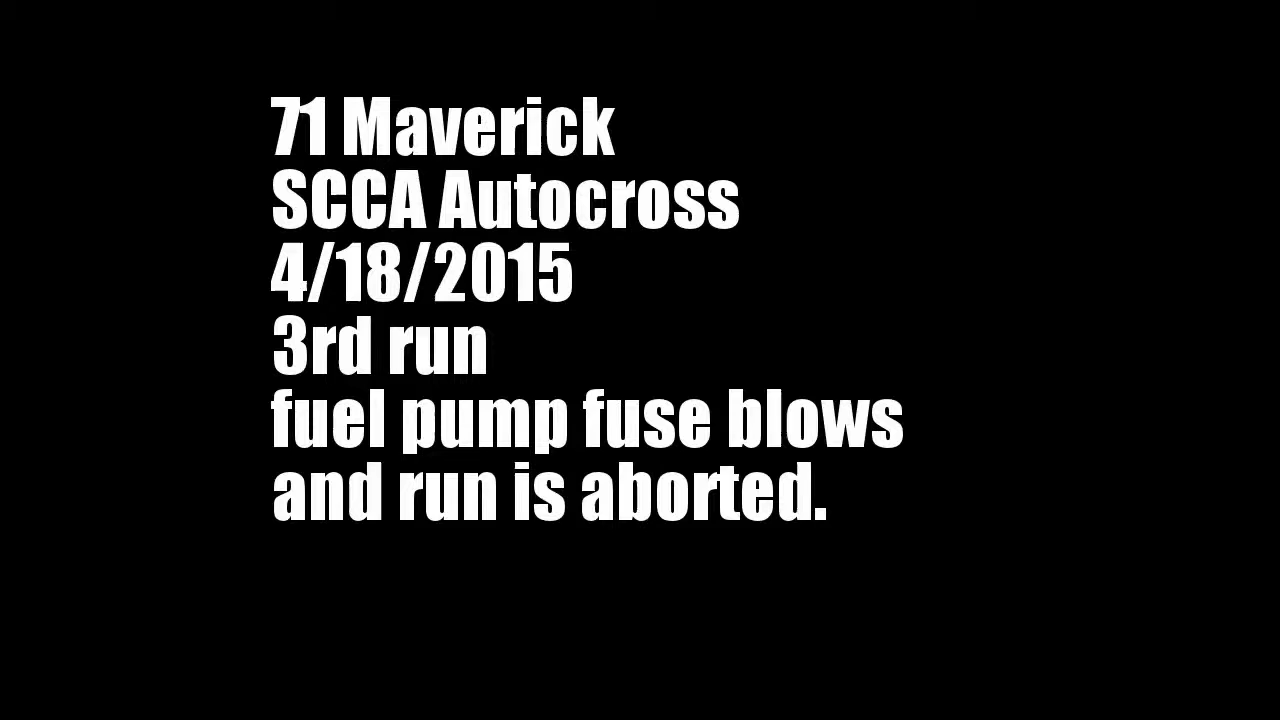 71 Maverick
SCCA Autocross
4/18/2015
3rd run
fuel pump fuse blows
and run is aborted.